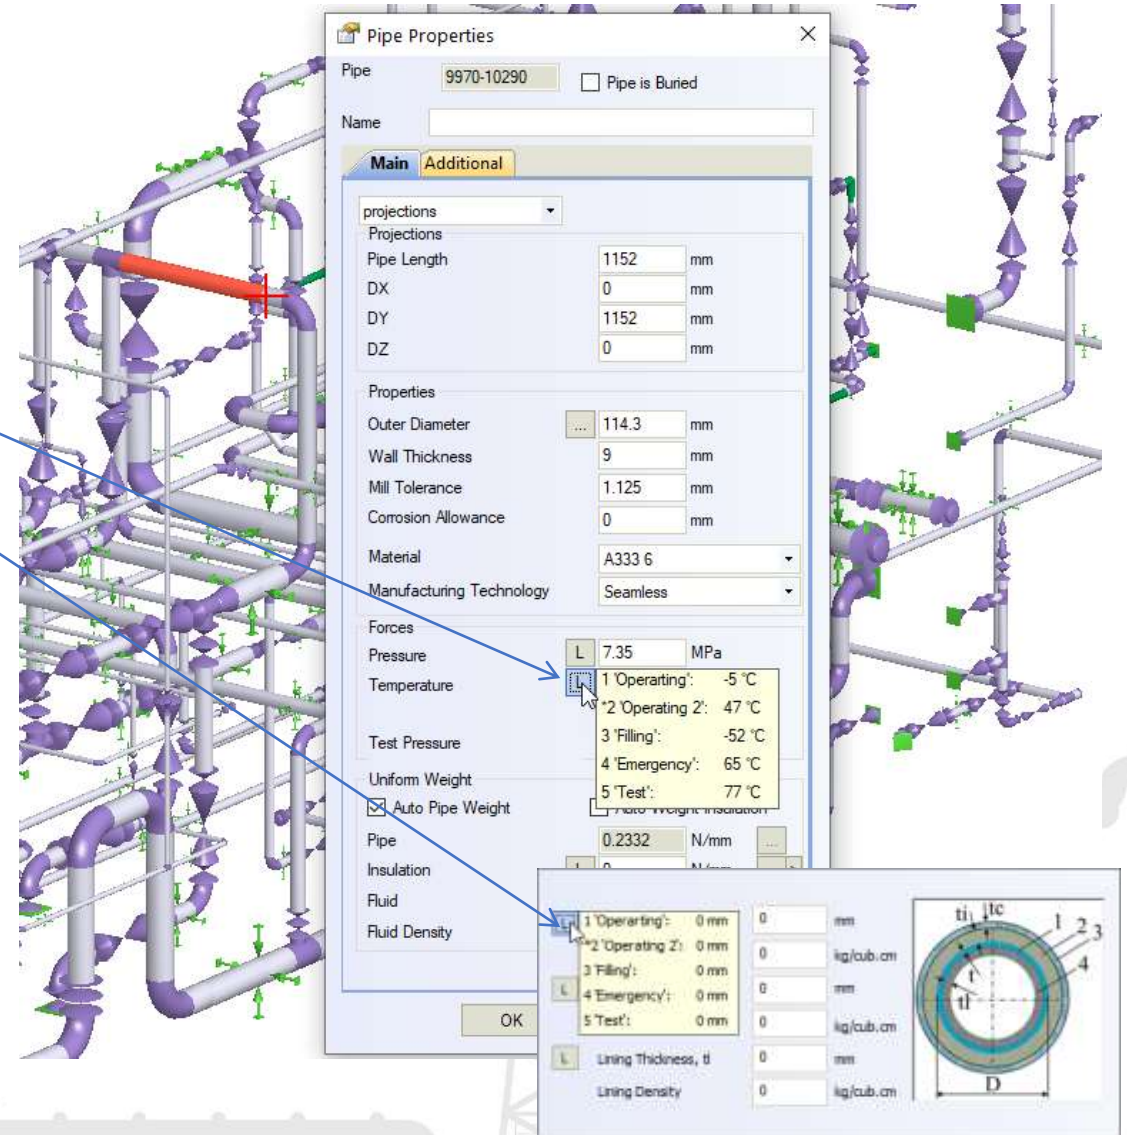 Pipe Properties
Pipe 9970-10290 Pipe is Buried
Name
Main Additional
projections
Projections
Pipe Length 1152 mm
DX 0 mm
DY 1152 mm
DZ 0 mm
Properties
Outer Diameter ... 114.3 mm
Wall Thickness 9 mm
Mill Tolerance 1.125 mm
Corrosion Allowance 0 mm
Material A333 6
Manufacturing Technology Seamless
Forces
Pressure L 7.35 MPa
Temperature L 1 'Operarting': -5 °C
*2 'Operating 2': 47 °C
3 'Filling': -52 °C
Test Pressure
4 'Emergency': 65 °C
5 'Test': 77 °C
Uniform Weight
Auto Pipe Weight Auto Weight Insulation
Pipe 0.2332 N/mm ...
Insulation L 0 N/mm
Fluid
Fluid Density
OK
L 1 'Operarting': 0 mm 0 mm
*2 'Operating 2': 0 mm 0 kg/cub.cm
3 'Filling': 0 mm
L 4 'Emergency': 0 mm 0 mm
5 'Test': 0 mm 0 kg/cub.cm
L Lining Thickness, tl 0 mm
Lining Density 0 kg/cub.cm
ti tc
1 2 3
t 4
tl
D